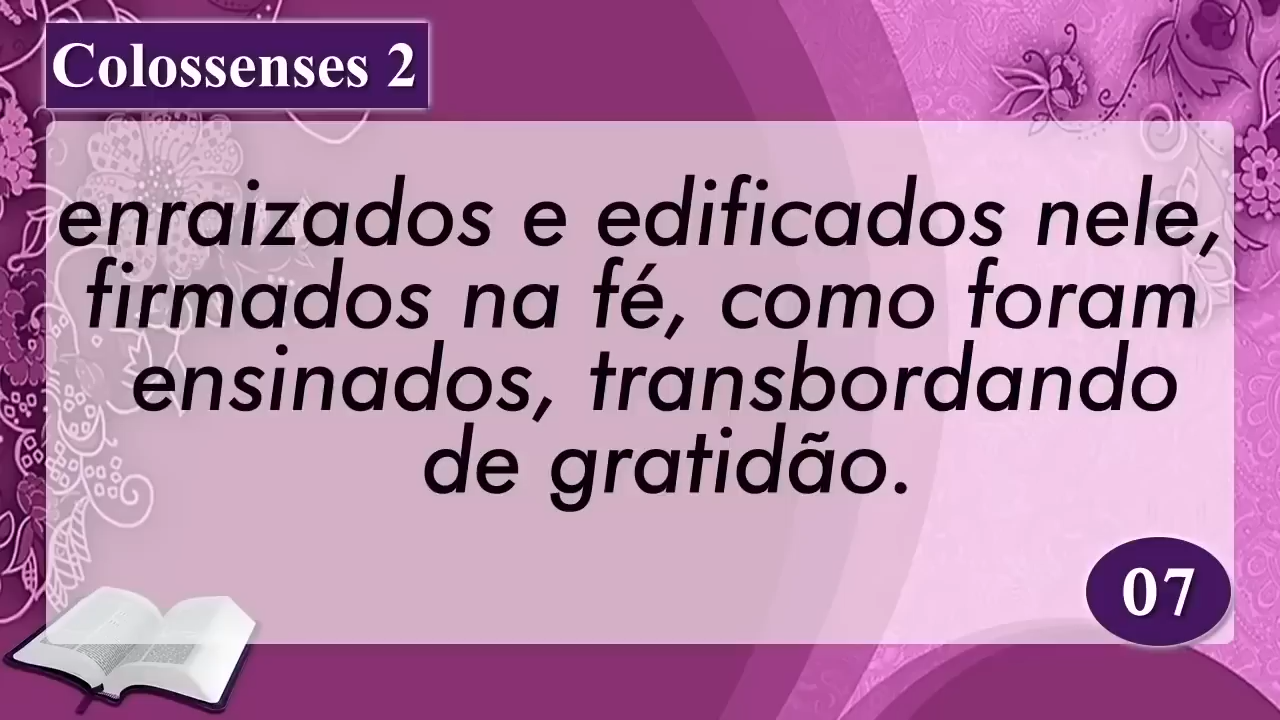 Colossenses 2
enraizados e edificados nele,
firmados na fé, como foram
ensinados, transbordando
de gratidão.
07